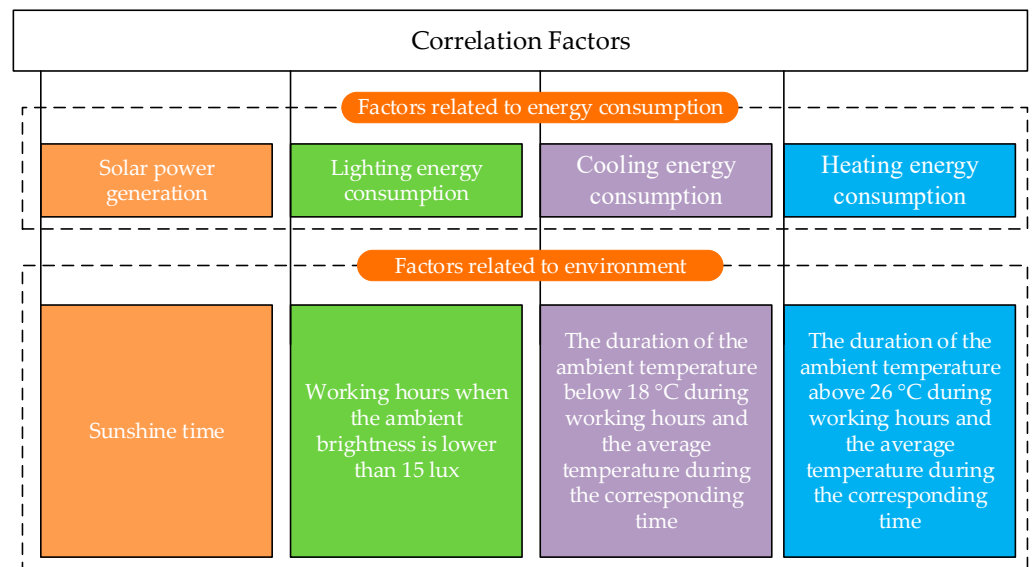 Correlation Factors
Factors related to energy consumption
Solar power
generation
Lighting energy
consumption
Cooling energy
consumption
Heating energy
consumption
Factors related to environment
Sunshine time
Working hours when
the ambient
brightness is lower
than 15 lux
The duration of the
ambient temperature
below 18 °C during
working hours and
the average
temperature during
the corresponding
time
The duration of the
ambient temperature
above 26 °C during
working hours and
the average
temperature during
the corresponding
time